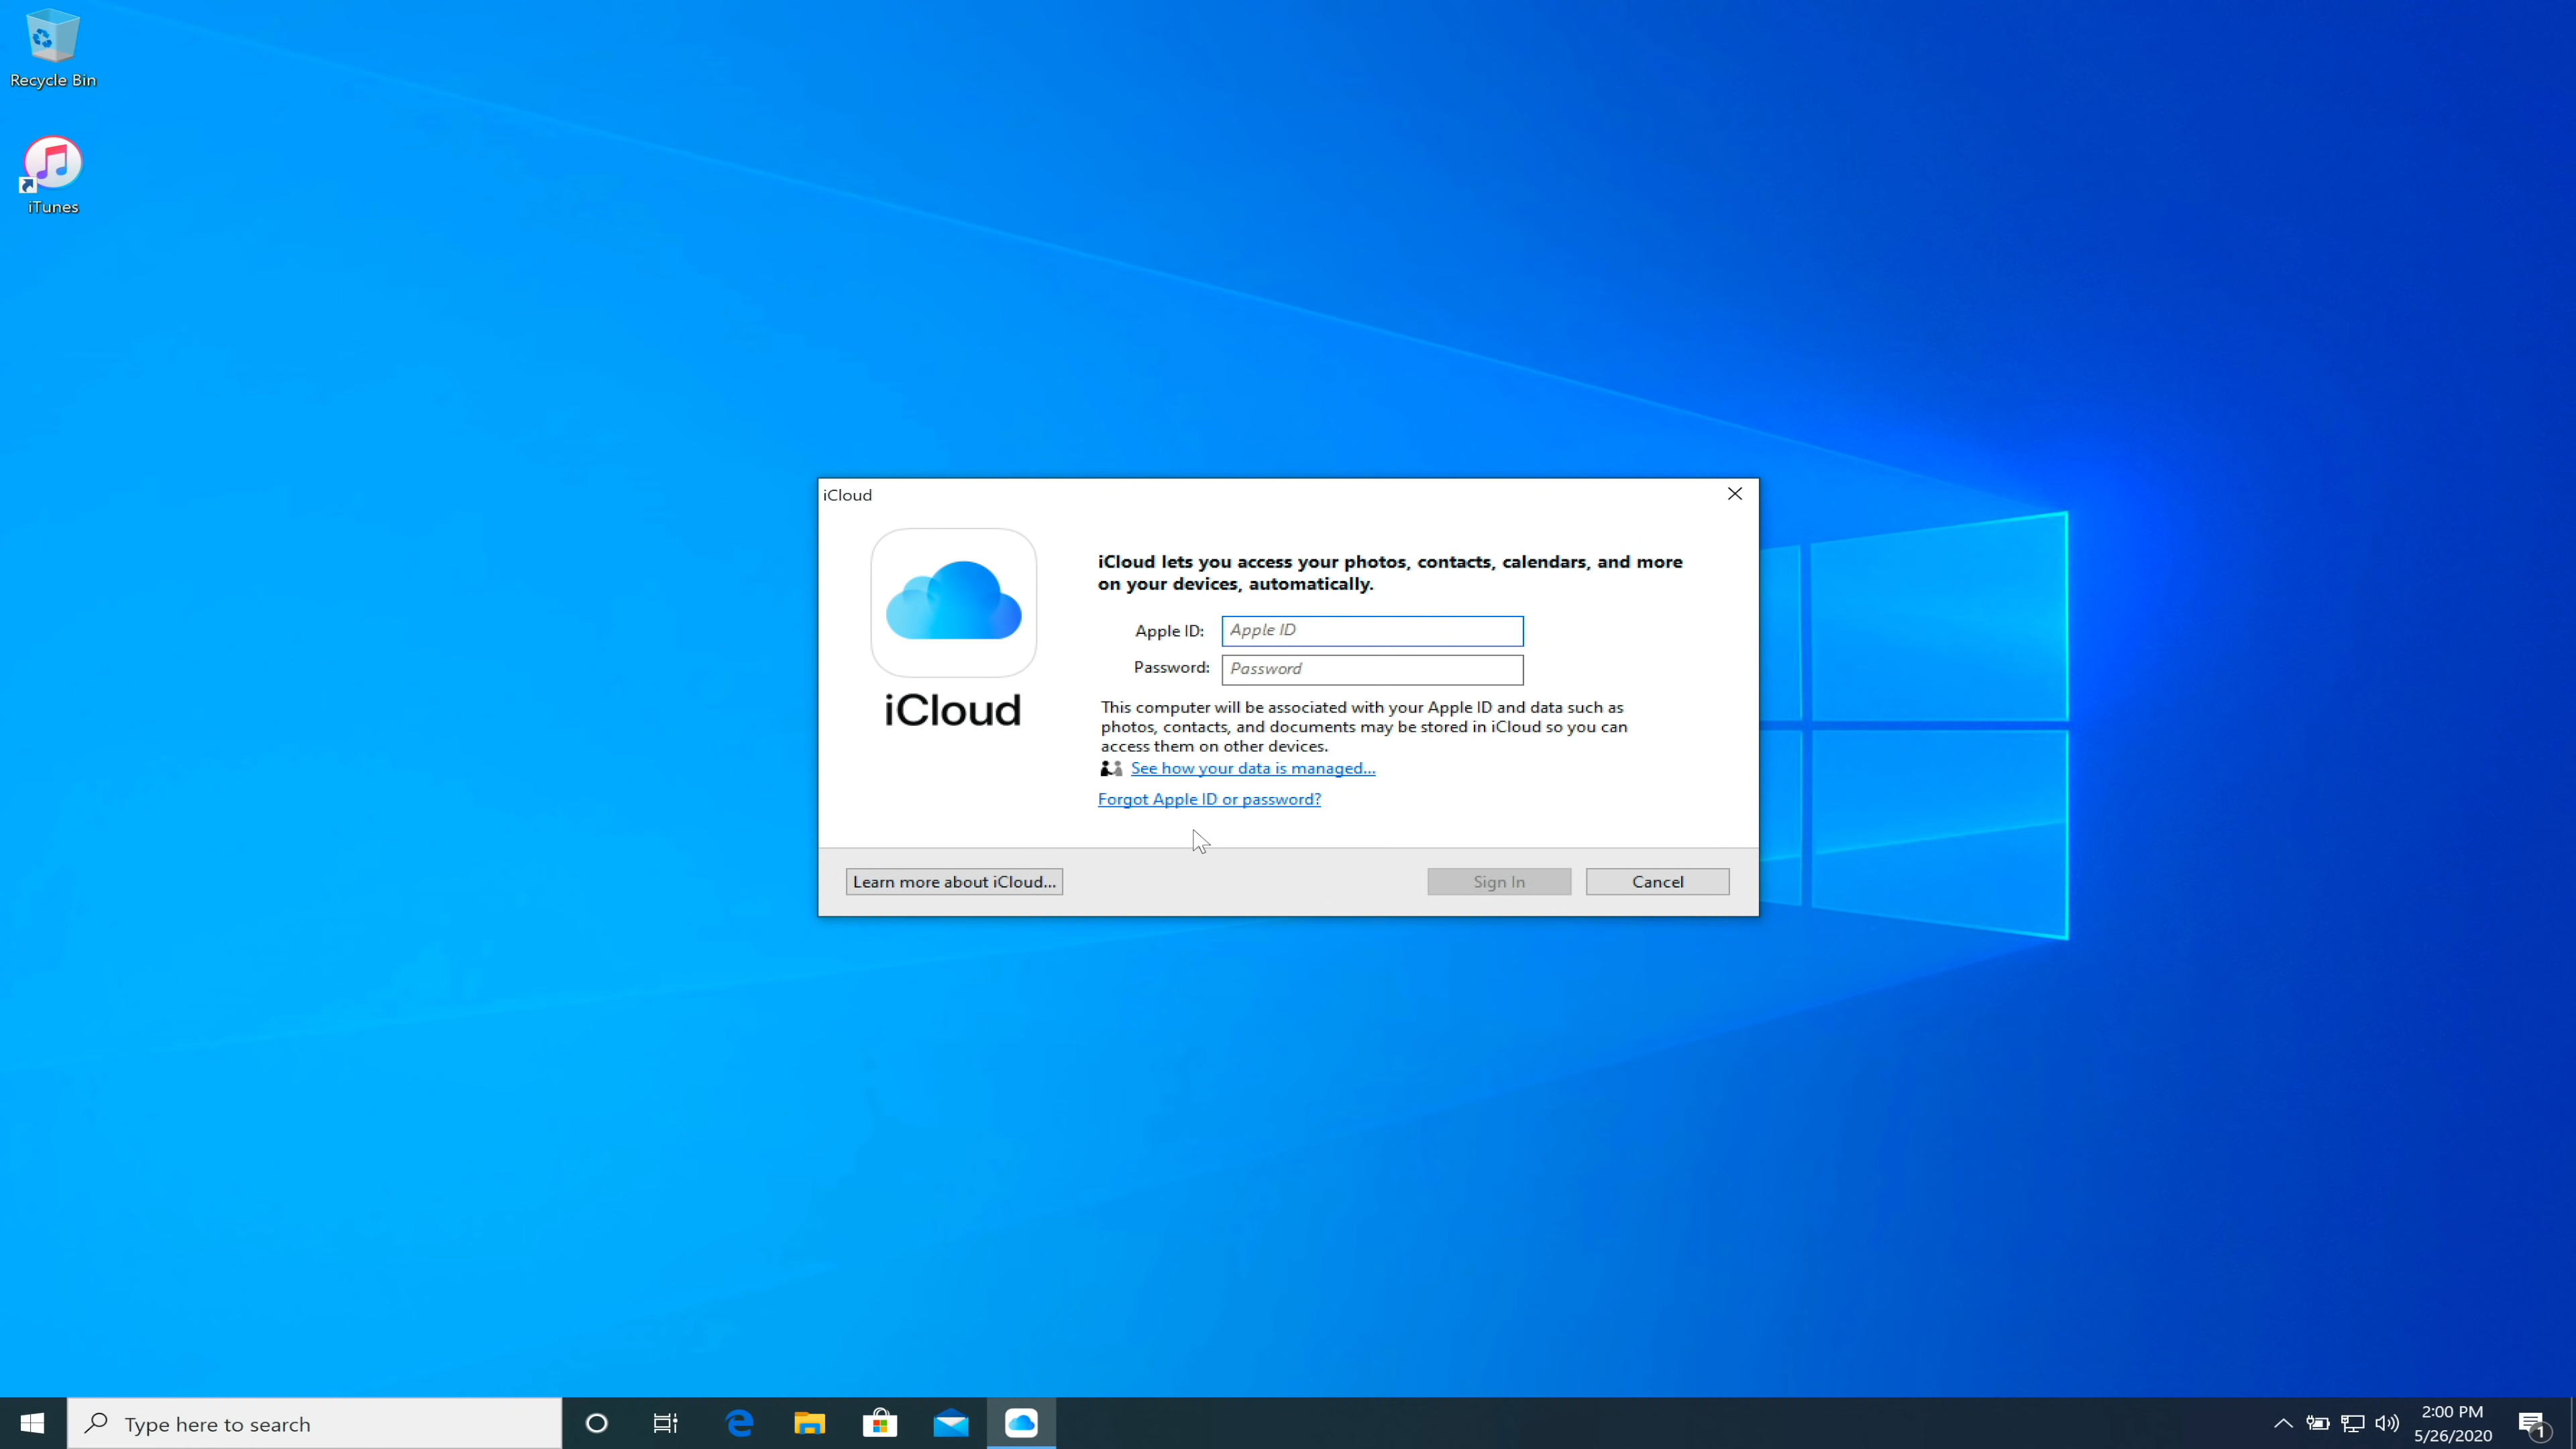 Recycle Bin
iTunes
iCloud
iCloud
iCloud lets you access your photos, contacts, calendars, and more
on your devices, automatically.
Apple ID: Apple ID
Password: Password
This computer will be associated with your Apple ID and data such as
photos, contacts, and documents may be stored in iCloud so you can
access them on other devices.
See how your data is managed...
Forgot Apple ID or password?
Learn more about iCloud... Sign In Cancel
Type here to search
2:00 PM
5/26/2020
1